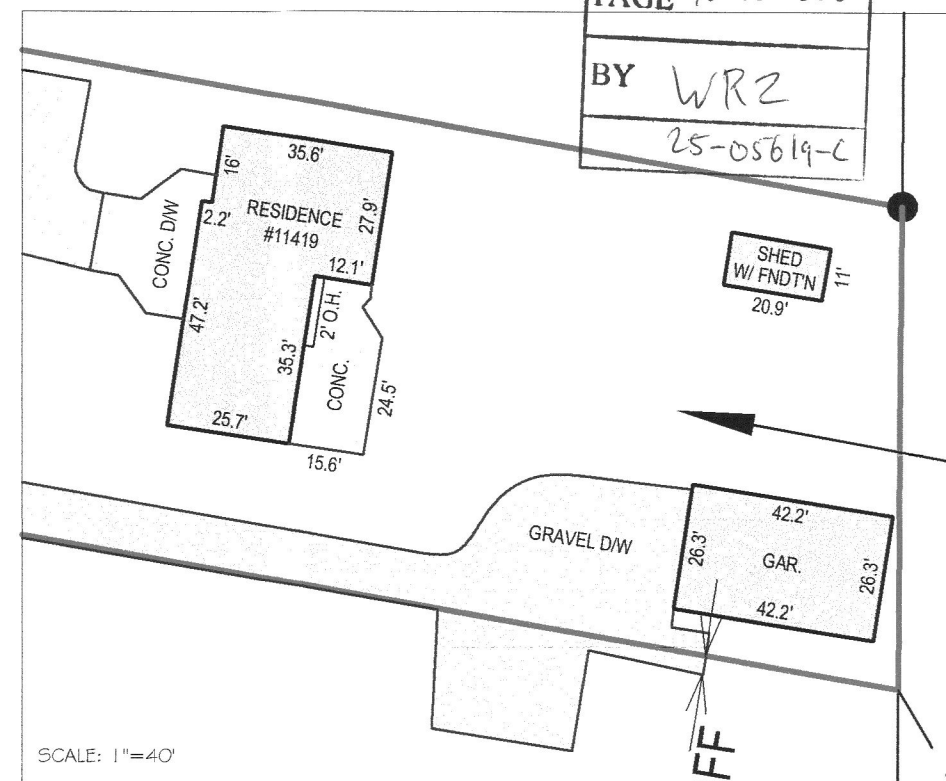 PAGE
BY WRZ
25-05619-C
35.6'
16'
RESIDENCE
#11419
27.9'
2.2'
12.1'
CONC. D/W
2' O.H.
47.2'
35.3'
CONC.
24.5'
25.7'
15.6'
SHED
W/ FNDT'N
11'
20.9'
GRAVEL D/W
42.2'
26.3'
GAR.
26.3'
42.2'
FF
SCALE: 1"=40'